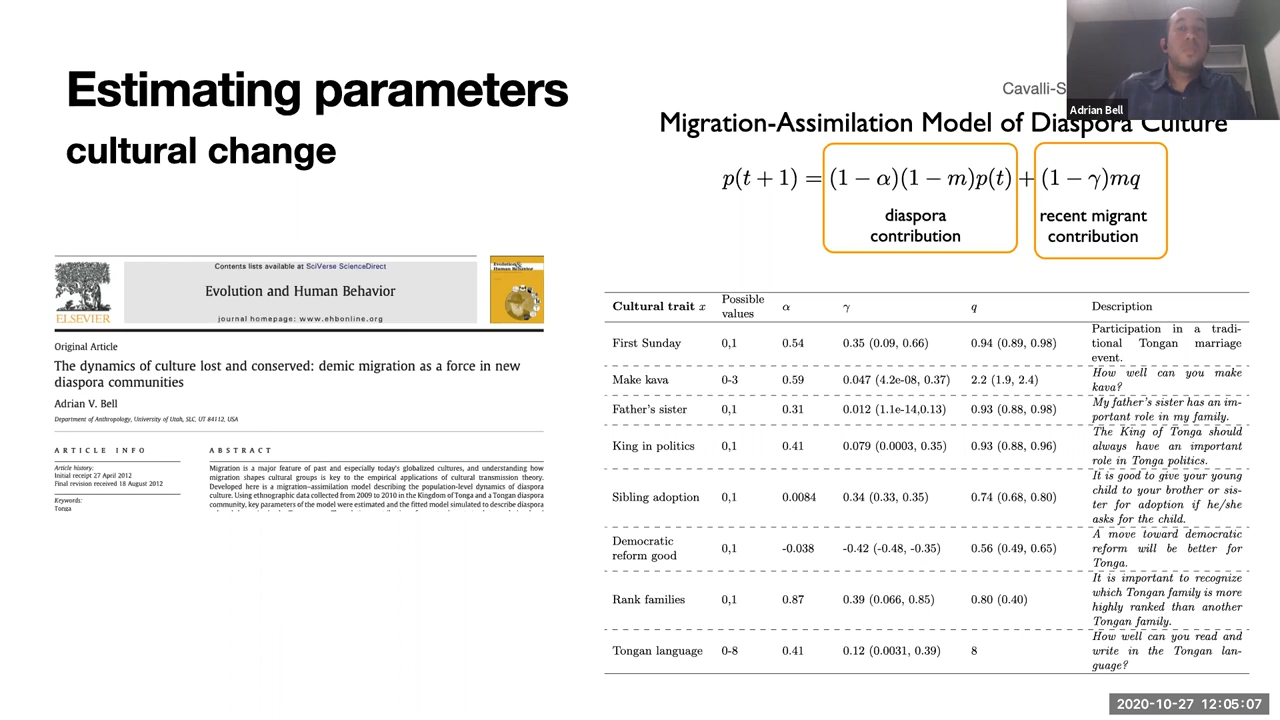 Estimating parameters
cultural change
Cavalli-S
Adrian Bell
Migration-Assimilation Model of Diaspora Culture
p(t + 1) = (1 − α)(1 − m)p(t) + (1 − γ)mq
diaspora
contribution
recent migrant
contribution
Contents lists available at SciVerse ScienceDirect
Evolution and Human Behavior
journal homepage: www.ehbonline.org
ELSEVIER
Evolution &
Human Behavior
Original Article
The dynamics of culture lost and conserved: demic migration as a force in new
diaspora communities
Adrian V. Bell
Department of Anthropology, University of Utah, SLC, UT 84112, USA
ARTICLE INFO
Article history:
Initial receipt 27 April 2012
Final revision received 18 August 2012
Keywords:
Tonga
ABSTRACT
Migration is a major feature of past and especially today's globalized cultures, and understanding how
migration shapes cultural groups is key to the empirical applications of cultural transmission theory.
Developed here is a migration–assimilation model describing the population-level dynamics of diaspora
culture. Using ethnographic data collected from 2009 to 2010 in the Kingdom of Tonga and a Tongan diaspora
community, key parameters of the model were estimated and the fitted model simulated to describe diaspora
Cultural trait x Possible values α γ q Description
First Sunday 0,1 0.54 0.35 (0.09, 0.66) 0.94 (0.89, 0.98) Participation in a tradi-
tional Tongan marriage
event.
Make kava 0-3 0.59 0.047 (4.2e-08, 0.37) 2.2 (1.9, 2.4) How well can you make
kava?
Father's sister 0,1 0.31 0.012 (1.1e-14,0.13) 0.93 (0.88, 0.98) My father's sister has an im-
portant role in my family.
King in politics 0,1 0.41 0.079 (0.0003, 0.35) 0.93 (0.88, 0.96) The King of Tonga should
always have an important
role in Tonga politics.
Sibling adoption 0,1 0.0084 0.34 (0.33, 0.35) 0.74 (0.68, 0.80) It is good to give your young
child to your brother or sis-
ter for adoption if he/she
asks for the child.
Democratic reform good 0,1 -0.038 -0.42 (-0.48, -0.35) 0.56 (0.49, 0.65) A move toward democratic
reform will be better for
Tonga.
Rank families 0,1 0.87 0.39 (0.066, 0.85) 0.80 (0.40) It is important to recognize
which Tongan family is more
highly ranked than another
Tongan family.
Tongan language 0-8 0.41 0.12 (0.0031, 0.39) 8 How well can you read and
write in the Tongan lan-
guage?
2020-10-27 12:05:07